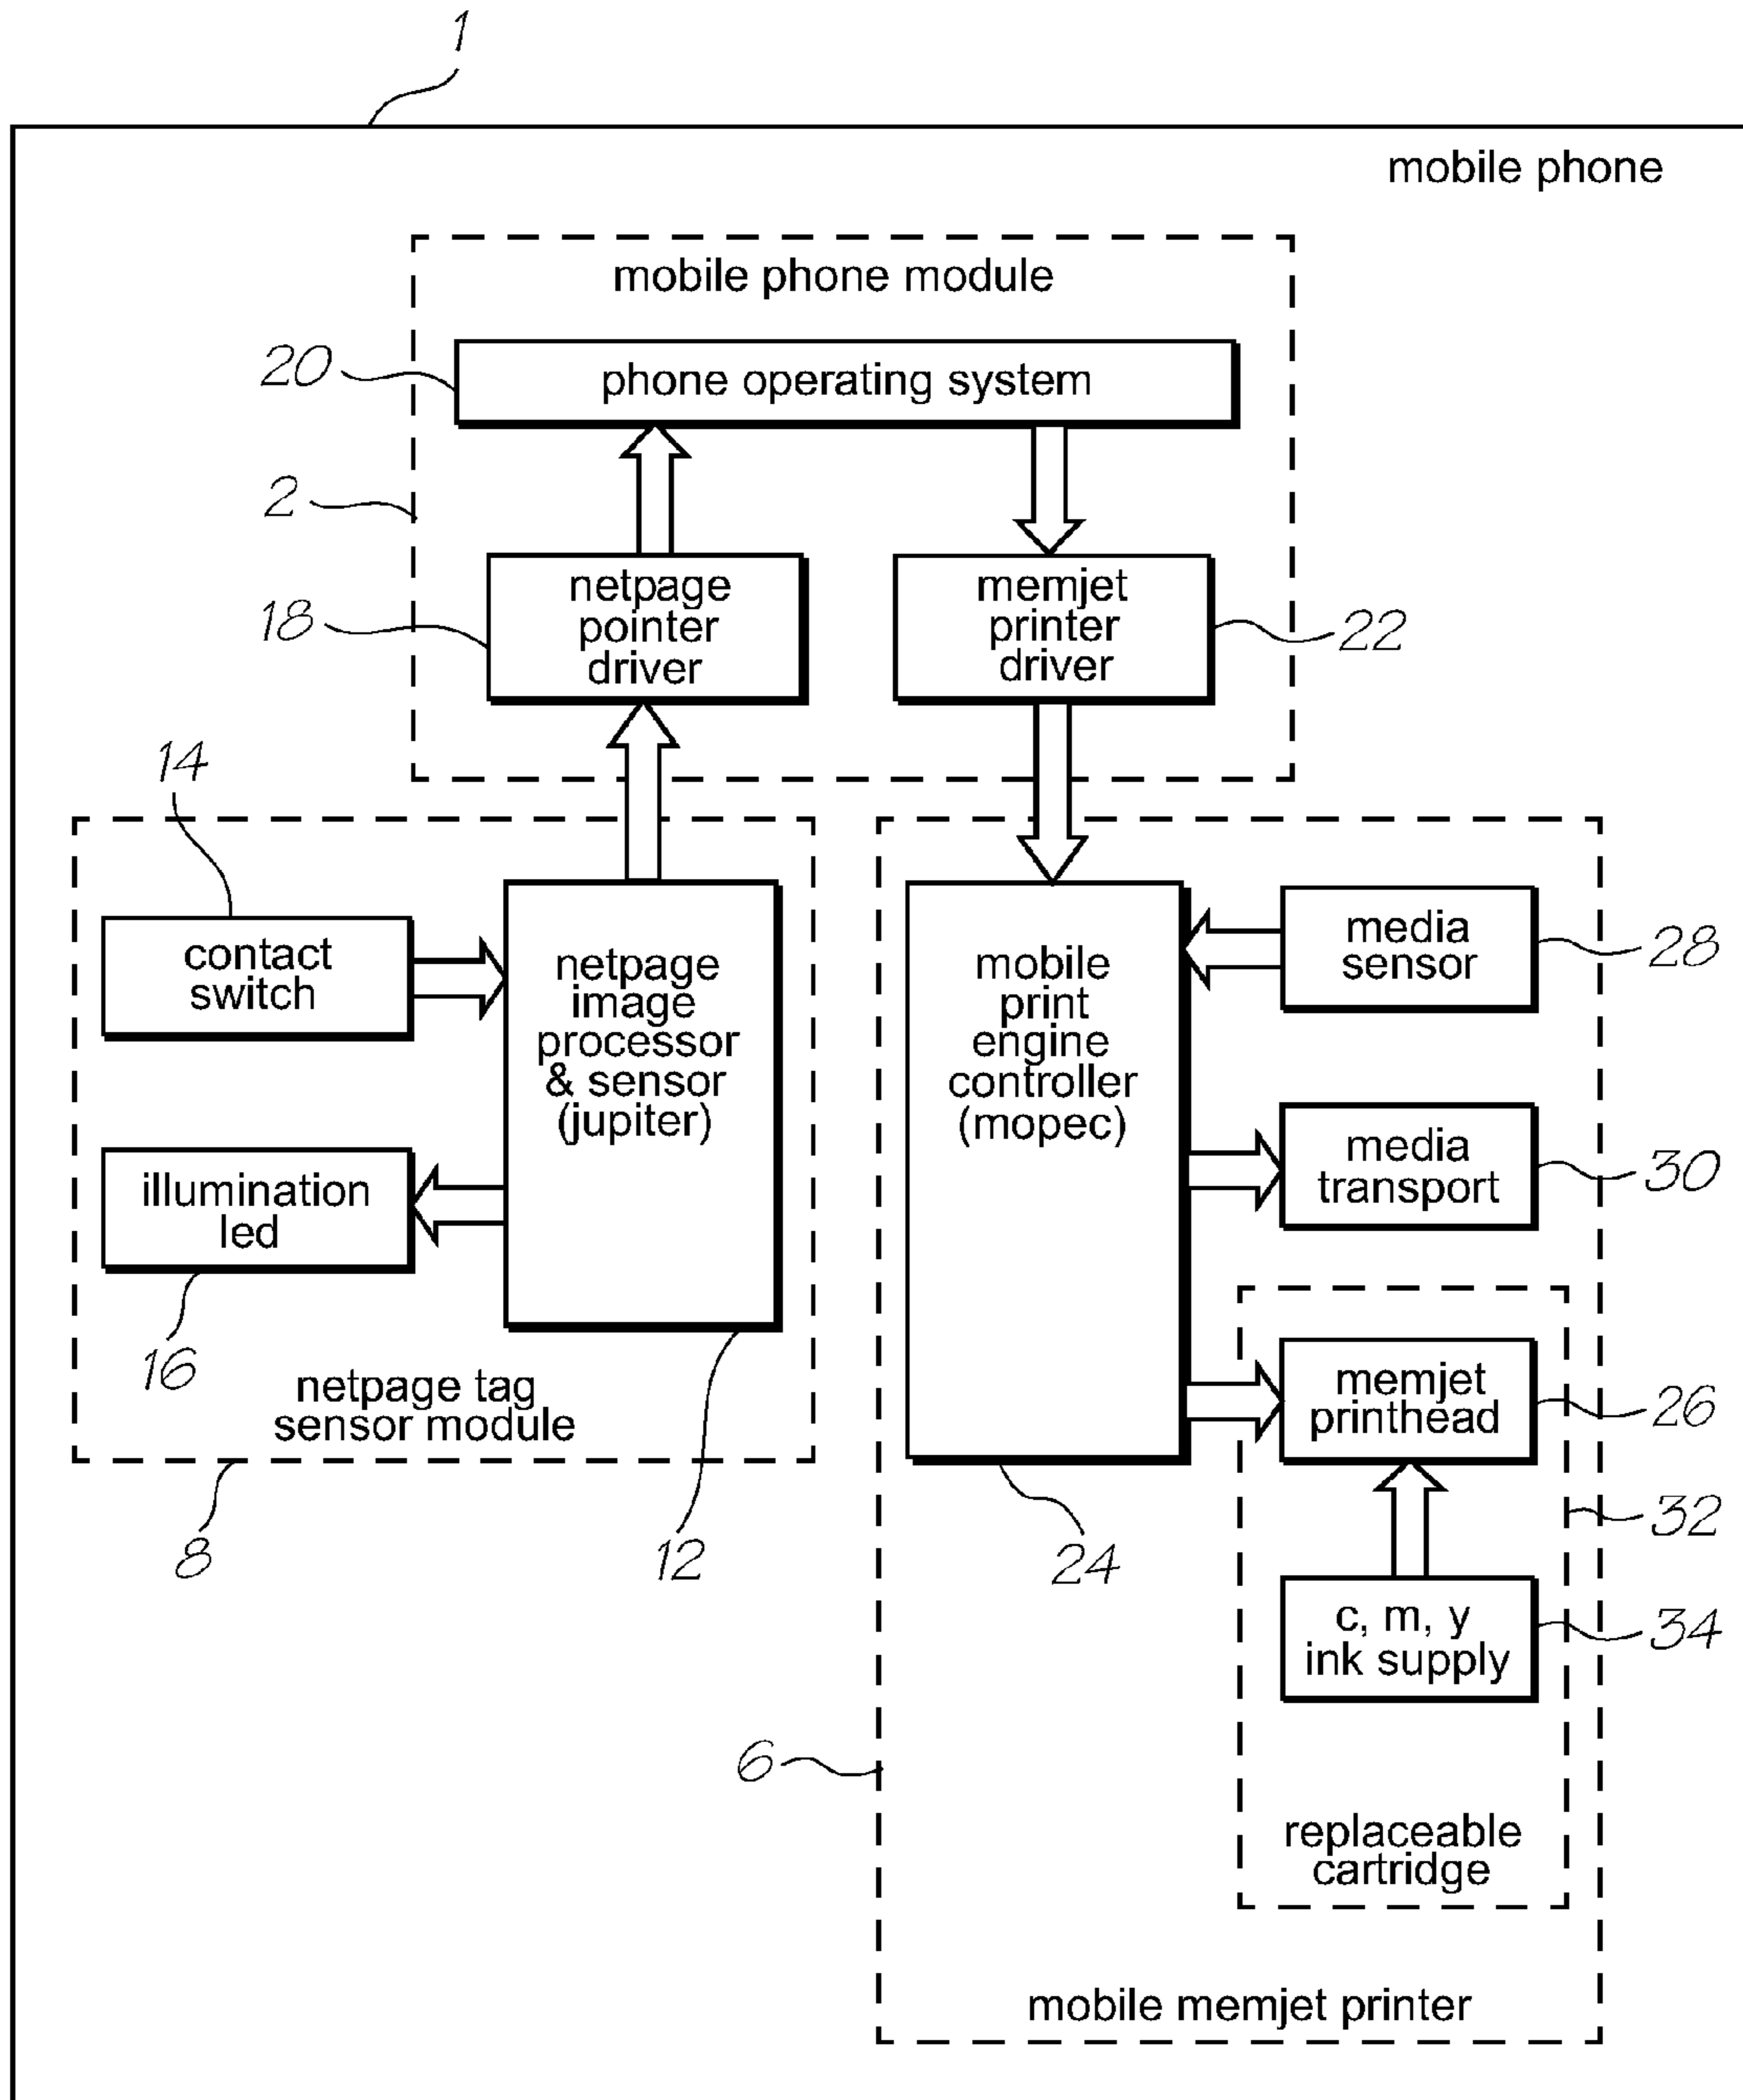 1
mobile phone
mobile phone module
20
phone operating system
2
18
netpage
pointer
driver
memjet
printer
driver
22
14
contact
switch
netpage
image
processor
& sensor
(jupiter)
illumination
led
16
netpage tag
sensor module
8
12
mobile
print
engine
controller
(mopec)
media
sensor
28
media
transport
30
memjet
printhead
26
24
32
c, m, y
ink supply
34
6
replaceable
cartridge
mobile memjet printer